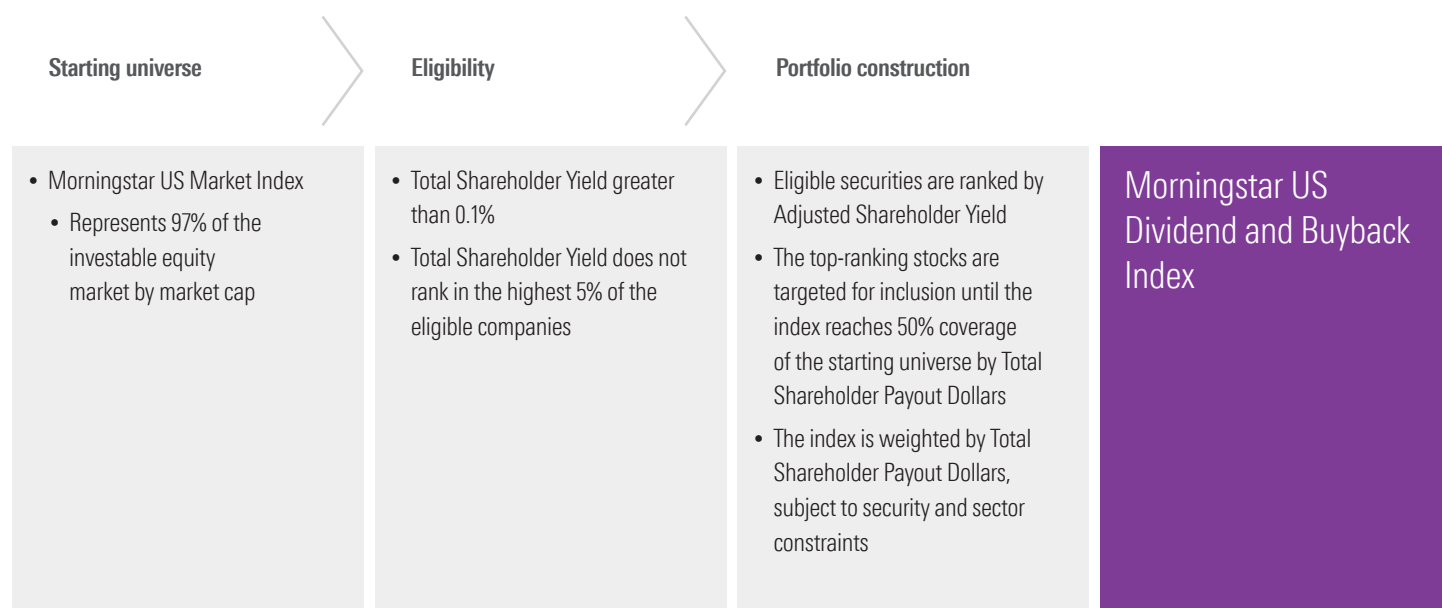 Starting universe
Eligibility
Portfolio construction
• Morningstar US Market Index
• Represents 97% of the
investable equity
market by market cap
• Total Shareholder Yield greater
than 0.1%
• Total Shareholder Yield does not
rank in the highest 5% of the
eligible companies
• Eligible securities are ranked by
Adjusted Shareholder Yield
• The top-ranking stocks are
targeted for inclusion until the
index reaches 50% coverage
of the starting universe by Total
Shareholder Payout Dollars
• The index is weighted by Total
Shareholder Payout Dollars,
subject to security and sector
constraints
Morningstar US
Dividend and Buyback
Index